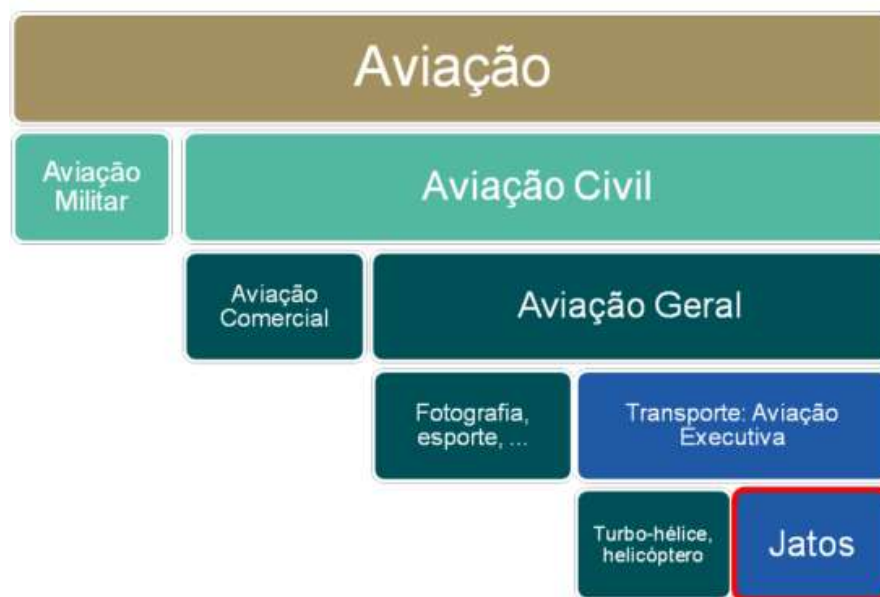 Aviação
Aviação
Militar
Aviação Civil
Aviação
Comercial
Aviação Geral
Fotografia,
esporte, ...
Transporte: Aviação
Executiva
Turbo-hélice,
helicóptero
Jatos